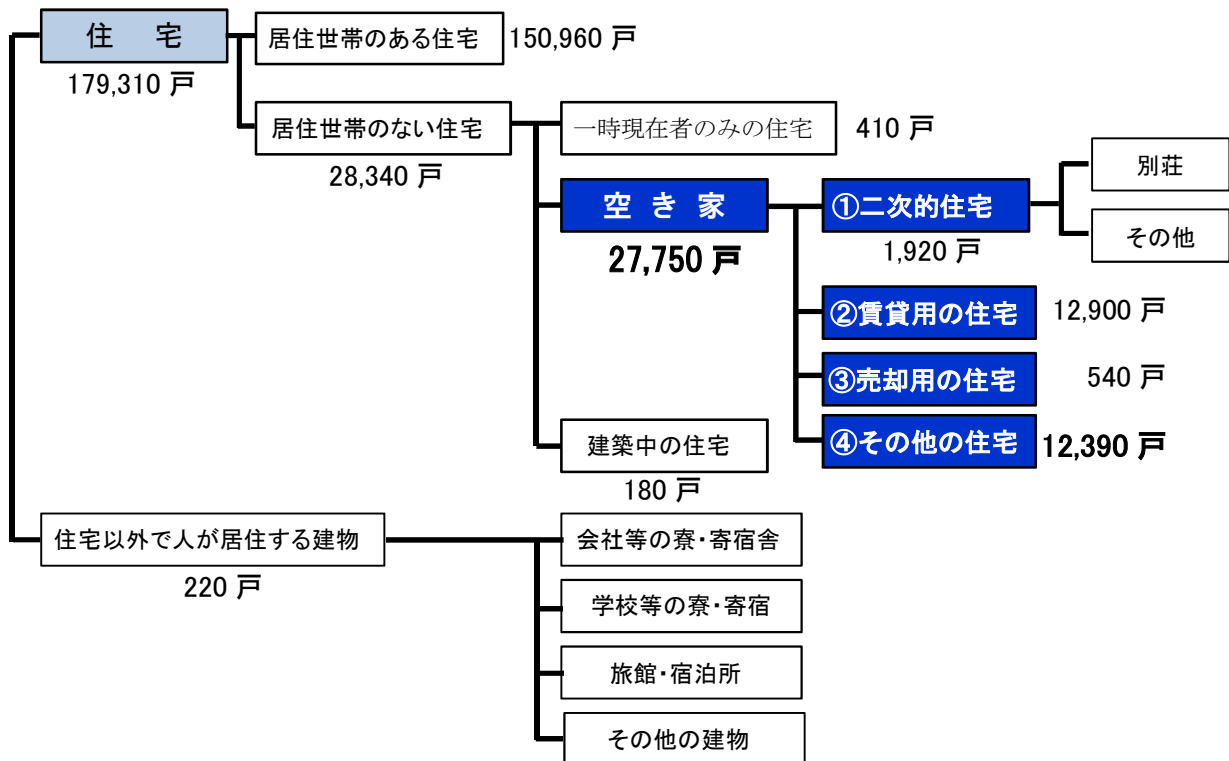 住 宅
179,310 戸
居住世帯のある住宅
150,960 戸
居住世帯のない住宅
28,340 戸
一時現在者のみの住宅
410 戸
空 き 家
27,750 戸
①二次的住宅
1,920 戸
別荘
その他
②賃貸用の住宅
12,900 戸
③売却用の住宅
540 戸
④その他の住宅
12,390 戸
建築中の住宅
180 戸
住宅以外で人が居住する建物
220 戸
会社等の寮・寄宿舎
学校等の寮・寄宿
旅館・宿泊所
その他の建物